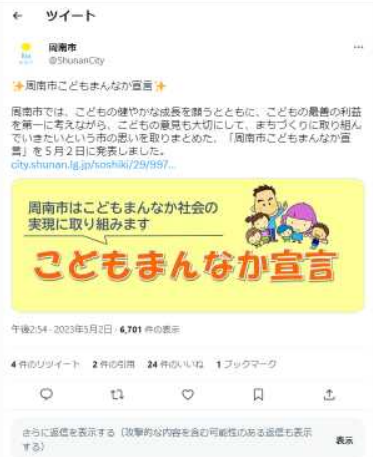 ← ツイート
周南市
@ShunanCity
✨周南市こどもまんなか宣言✨
周南市では、こどもの健やかな成長を願うとともに、こどもの最善の利益
を第一に考えながら、こどもの意見も大切にして、まちづくりに取り組ん
でいきたいという市の思いを取りまとめた、「周南市こどもまんなか宣
言」を5月2日に発表しました。
city.shunan.lg.jp/soshiki/29/997...
周南市はこどもまんなか社会の
実現に取り組みます
こどもまんなか宣言
午後2:54 · 2023年5月2日 · 6,701 件の表示
4 件のリツイート 2 件の引用 24 件のいいね 1 ブックマーク
さらに返信を表示する（攻撃的な内容を含む可能性のある返信も表示
する）
表示